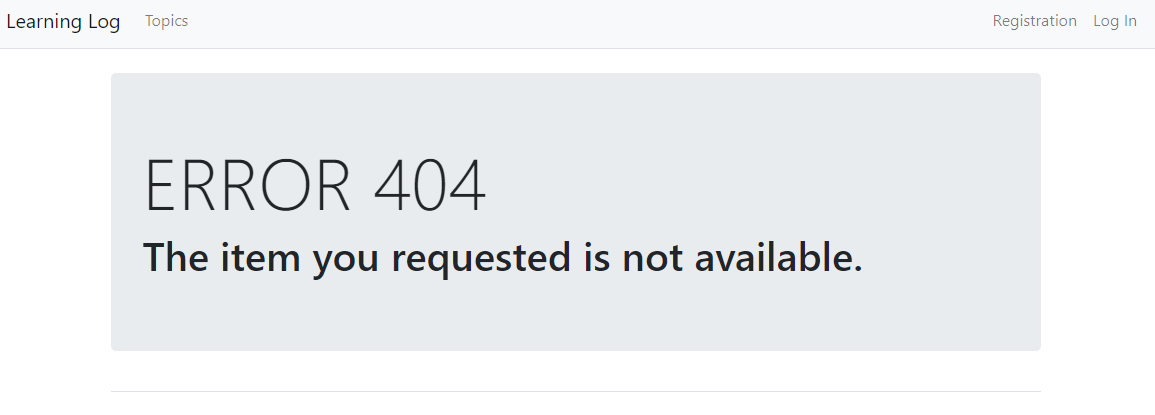 Learning Log Topics Registration Log In
ERROR 404
The item you requested is not available.